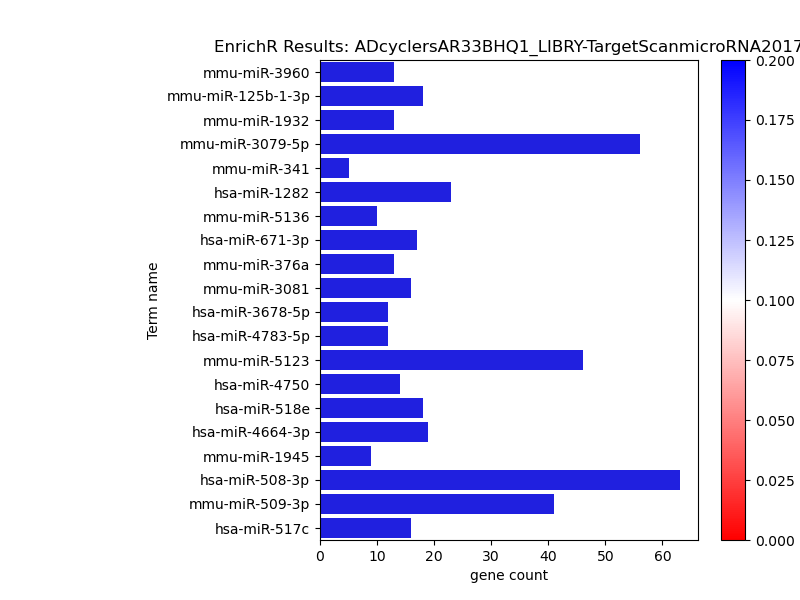 EnrichR Results: ADcyclersAR33BHQ1_LIBRY-TargetScanmicroRNA2017
Term name
mmu-miR-3960
mmu-miR-125b-1-3p
mmu-miR-1932
mmu-miR-3079-5p
mmu-miR-341
hsa-miR-1282
mmu-miR-5136
hsa-miR-671-3p
mmu-miR-376a
mmu-miR-3081
hsa-miR-3678-5p
hsa-miR-4783-5p
mmu-miR-5123
hsa-miR-4750
hsa-miR-518e
hsa-miR-4664-3p
mmu-miR-1945
hsa-miR-508-3p
mmu-miR-509-3p
hsa-miR-517c
0 10 20 30 40 50 60
gene count
0.200
0.175
0.150
0.125
0.100
0.075
0.050
0.025
0.000